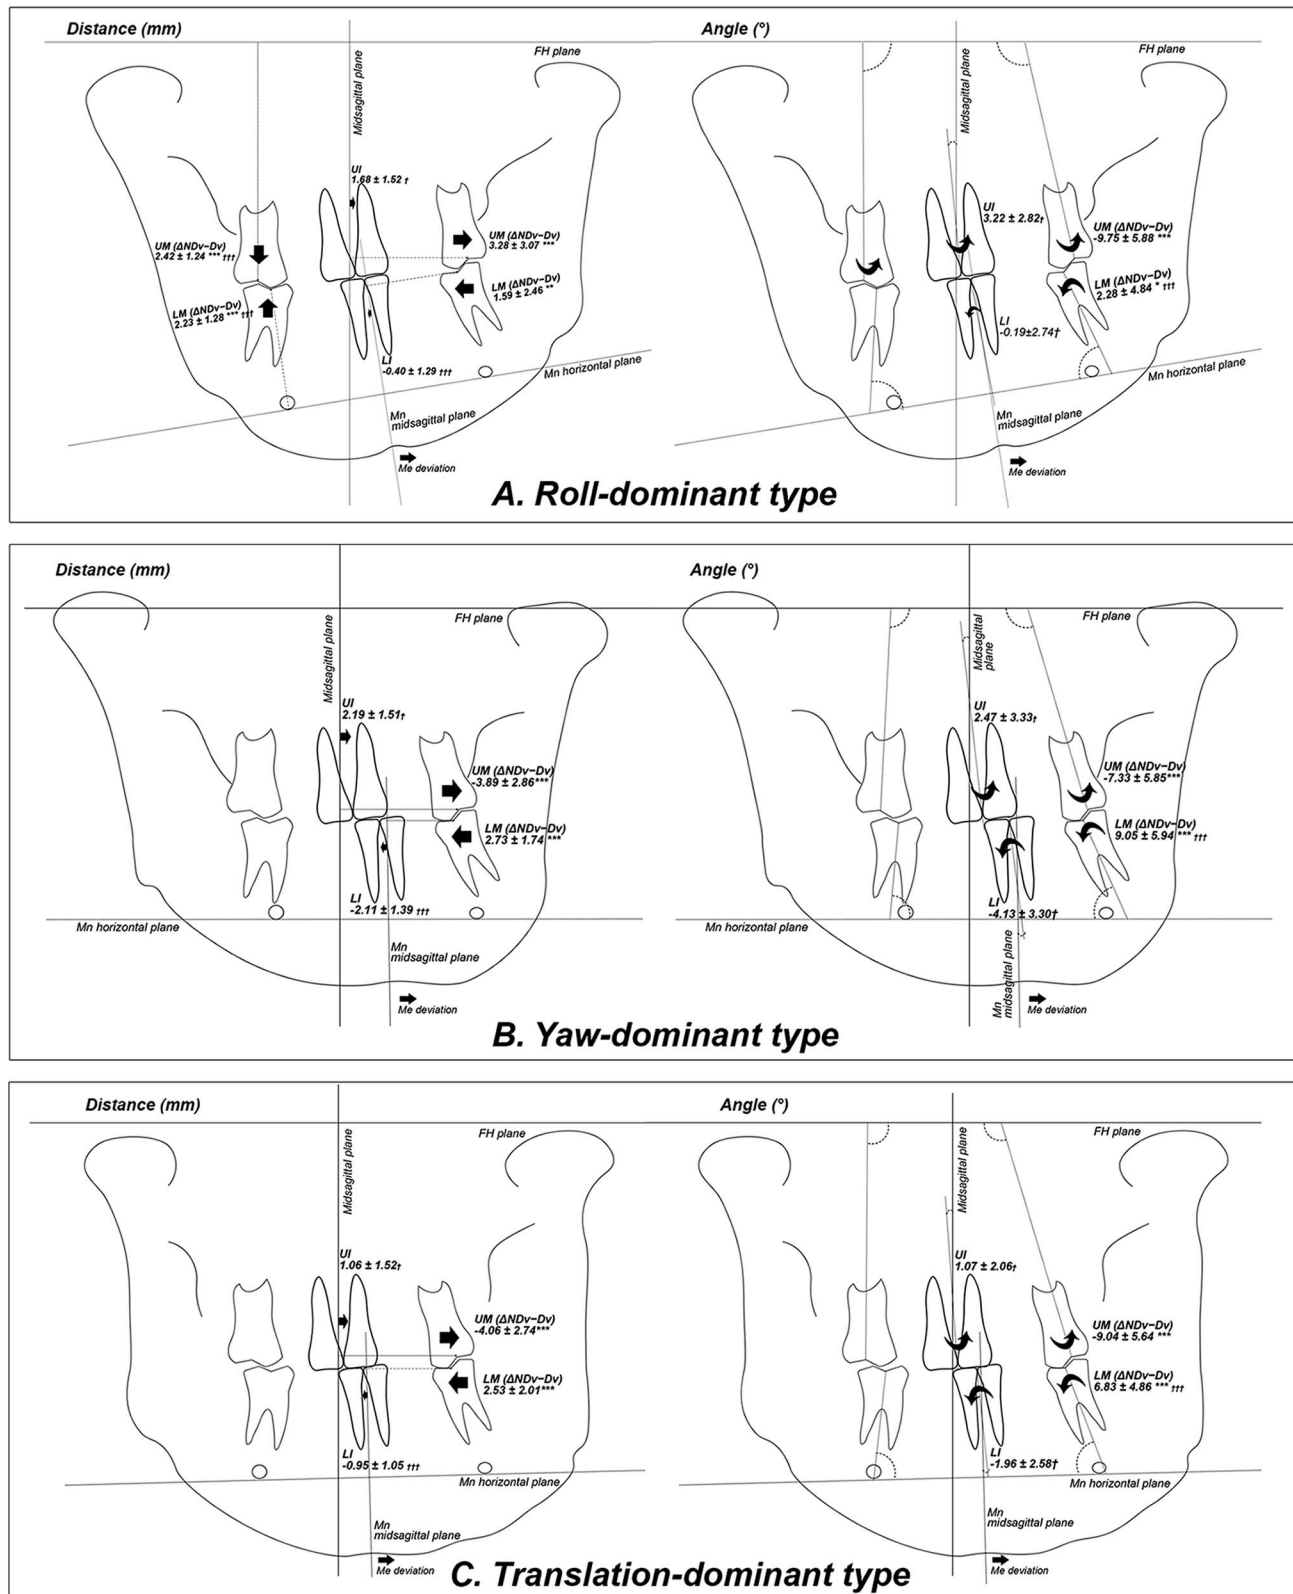 Distance (mm)
Midsagittal plane
FH plane
UI
1.68 ± 1.52 †
UM (ΔNDv−Dv)
2.42 ± 1.24 *** †††
UM (ΔNDv−Dv)
3.28 ± 3.07 ***
LM (ΔNDv−Dv)
2.23 ± 1.28 *** †††
LM (ΔNDv−Dv)
1.59 ± 2.46 **
LI
-0.40 ± 1.29 †††
Mn horizontal plane
Mn
midsagittal plane
Me deviation
Angle (°)
Midsagittal plane
FH plane
UI
3.22 ± 2.82†
UM (ΔNDv−Dv)
-9.75 ± 5.88 ***
LM (ΔNDv−Dv)
2.28 ± 4.84 * †††
LI
-0.19±2.74†
Mn horizontal plane
Mn
midsagittal plane
Me deviation
A. Roll-dominant type
Distance (mm)
Midsagittal plane
FH plane
UI
2.19 ± 1.51†
UM (ΔNDv−Dv)
-3.89 ± 2.86***
LM (ΔNDv−Dv)
2.73 ± 1.74 ***
LI
-2.11 ± 1.39 †††
Mn horizontal plane
Mn
midsagittal plane
Me deviation
Angle (°)
Midsagittal
plane
FH plane
UI
2.47 ± 3.33†
UM (ΔNDv−Dv)
-7.33 ± 5.85***
LM (ΔNDv−Dv)
9.05 ± 5.94 *** †††
LI
-4.13 ± 3.30†
Mn horizontal plane
Mn
midsagittal plane
Me deviation
B. Yaw-dominant type
Distance (mm)
Midsagittal plane
FH plane
UI
1.06 ± 1.52†
UM (ΔNDv−Dv)
-4.06 ± 2.74***
LM (ΔNDv−Dv)
2.53 ± 2.01***
LI
-0.95 ± 1.05 †††
Mn horizontal plane
Mn
midsagittal plane
Me deviation
Angle (°)
Midsagittal plane
FH plane
UI
1.07 ± 2.06†
UM (ΔNDv−Dv)
-9.04 ± 5.64 ***
LM (ΔNDv−Dv)
6.83 ± 4.86 *** †††
LI
-1.96 ± 2.58†
Mn horizontal plane
Mn
midsagittal plane
Me deviation
C. Translation-dominant type